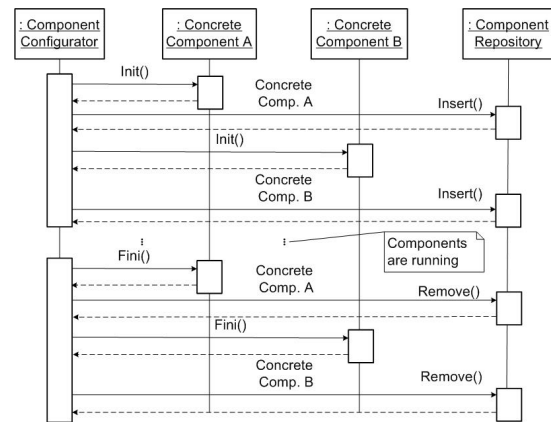 : Component
Configurator
: Concrete
Component A
: Concrete
Component B
: Component
Repository
Init()
Concrete
Comp. A
Insert()
Init()
Concrete
Comp. B
Insert()
Components
are running
Fini()
Concrete
Comp. A
Remove()
Fini()
Concrete
Comp. B
Remove()